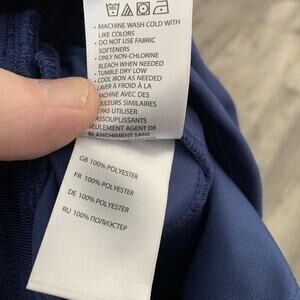 • MACHINE WASH COLD WITH
LIKE COLORS
• DO NOT USE FABRIC
SOFTENERS
• ONLY NON-CHLORINE
BLEACH WHEN NEEDED
• TUMBLE DRY LOW
• COOL IRON AS NEEDED
LAVER À FROID À LA
MACHINE AVEC DES
COULEURS SIMILAIRES
PAS UTILISER
ASSOUPLISSANTS
SEULEMENT AGENT DE
BLANCHIMENT SANS
GB 100% POLYESTER
FR 100% POLYESTER
DE 100% POLYESTER
RU 100% ПОЛИЭСТЕР